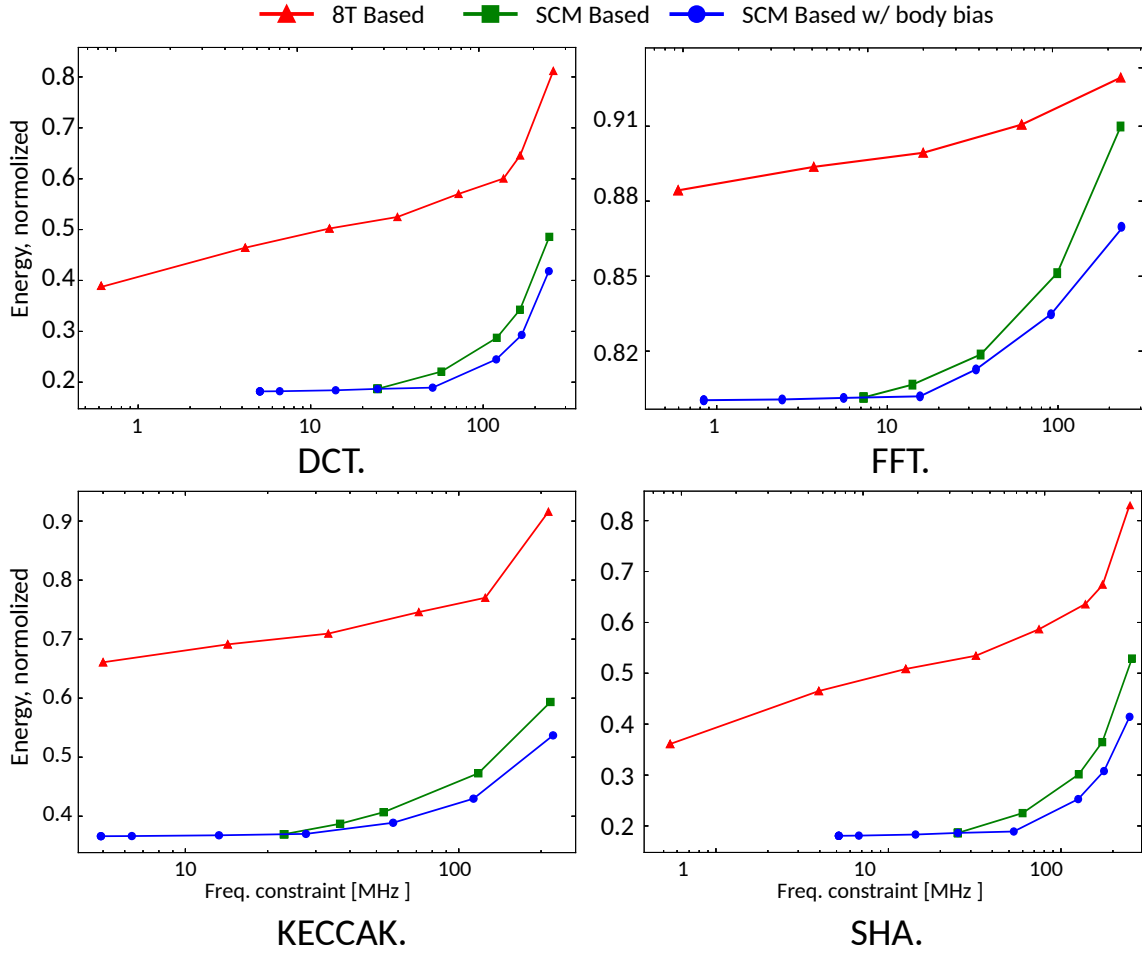 8T Based SCM Based SCM Based w/ body bias
Energy, normolized
0.8
0.7
0.6
0.5
0.4
0.3
0.2
1 10 100
DCT.
0.91
0.88
0.85
0.82
1 10 100
FFT.
Energy, normolized
0.9
0.8
0.7
0.6
0.5
0.4
10 100
Freq. constraint [MHz ]
KECCAK.
0.8
0.7
0.6
0.5
0.4
0.3
0.2
1 10 100
Freq. constraint [MHz ]
SHA.